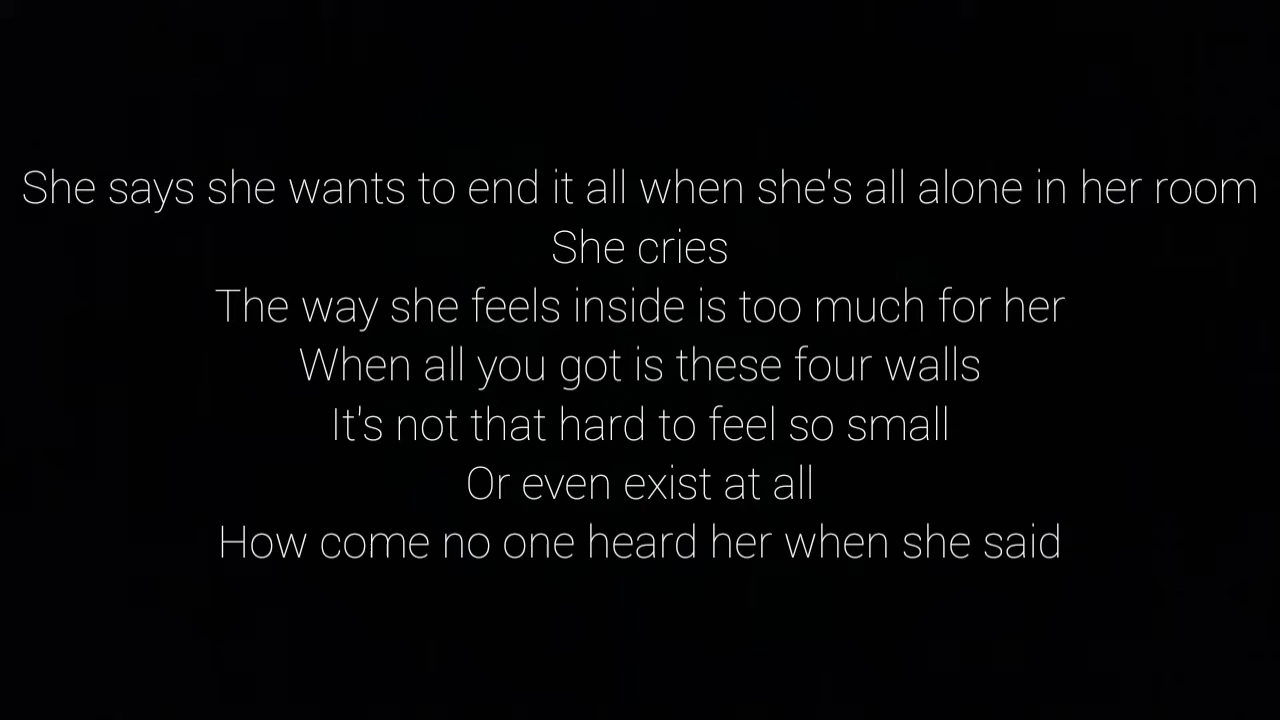 She says she wants to end it all when she's all alone in her room
She cries
The way she feels inside is too much for her
When all you got is these four walls
It's not that hard to feel so small
Or even exist at all
How come no one heard her when she said